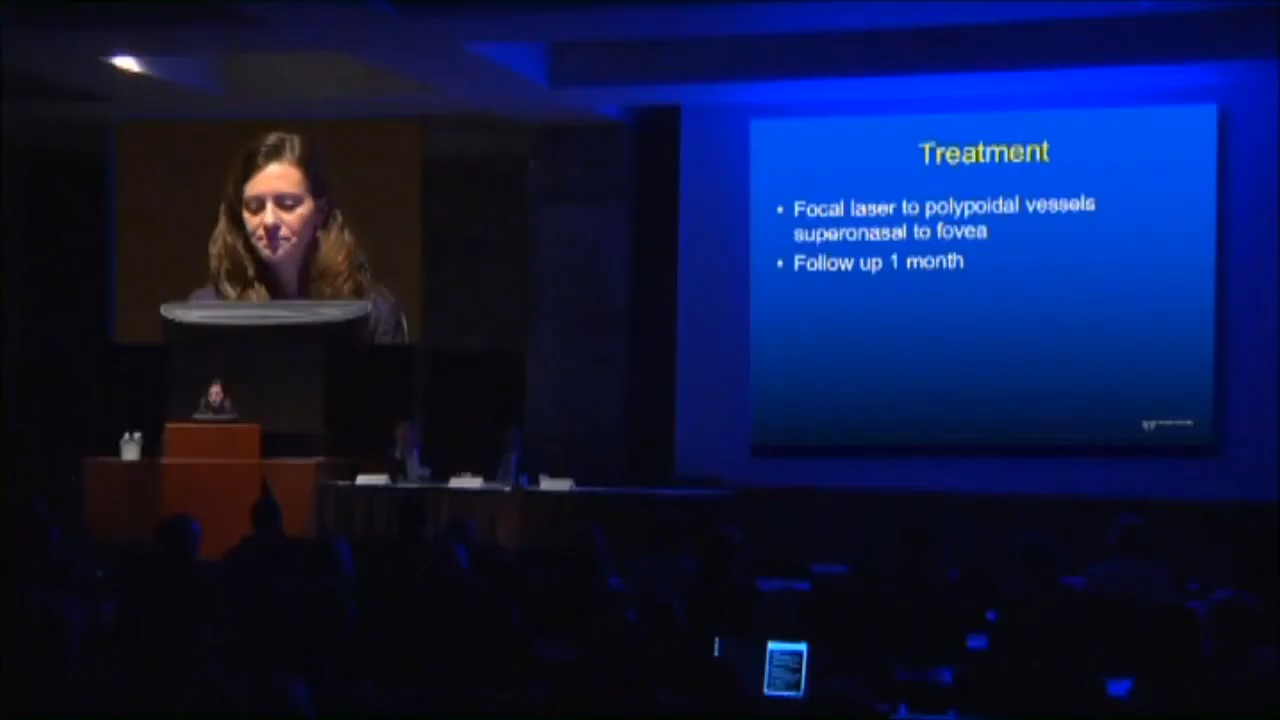 Treatment
• Focal laser to polypoidal vessels
superonasal to fovea
• Follow up 1 month